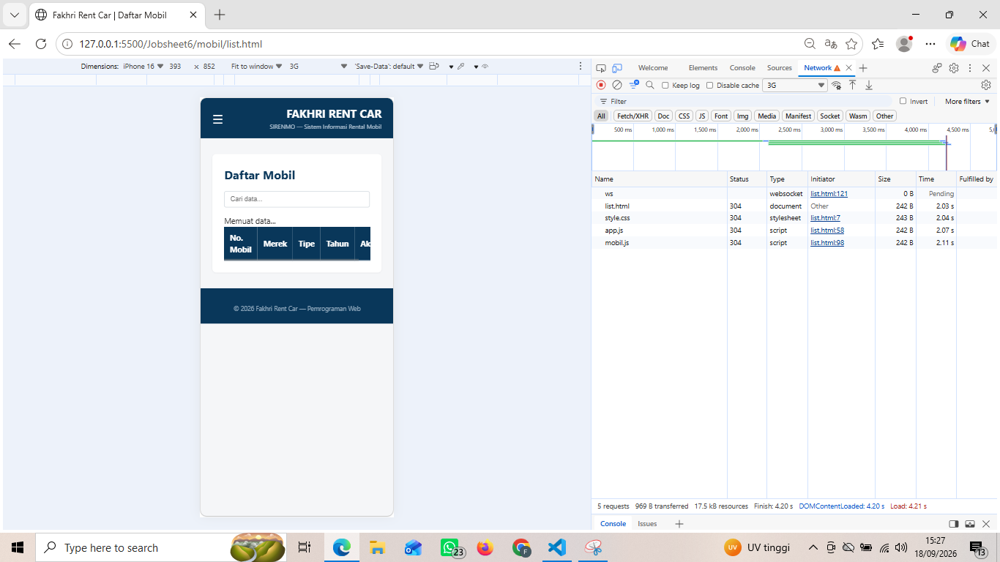 Fakhri Rent Car | Daftar Mobil
127.0.0.1:5500/Jobsheet6/mobil/list.html
Chat
Dimensions: iPhone 16 393 × 852 Fit to window 3G 'Save-Data': default
FAKHRI RENT CAR
SIRENMO — Sistem Informasi Rental Mobil
Daftar Mobil
Cari data...
Memuat data...
No. Mobil Merek Tipe Tahun Ak
© 2026 Fakhri Rent Car — Pemrograman Web
Welcome Elements Console Sources Network
Keep log Disable cache 3G
Filter Invert More filters
All Fetch/XHR Doc CSS JS Font Img Media Manifest Socket Wasm Other
500 ms 1,000 ms 1,500 ms 2,000 ms 2,500 ms 3,000 ms 3,500 ms 4,000 ms 4,500 ms 5,0
Name Status Type Initiator Size Time Fulfilled by
ws websocket list.html:121 0 B Pending
list.html 304 document Other 242 B 2.03 s
style.css 304 stylesheet list.html:7 243 B 2.04 s
app.js 304 script list.html:58 242 B 2.07 s
mobil.js 304 script list.html:98 242 B 2.11 s
5 requests 969 B transferred 17.5 kB resources Finish: 4.20 s DOMContentLoaded: 4.20 s Load: 4.21 s
Console Issues
Type here to search
23
F
UV
UV tinggi
15:27
18/09/2026
13